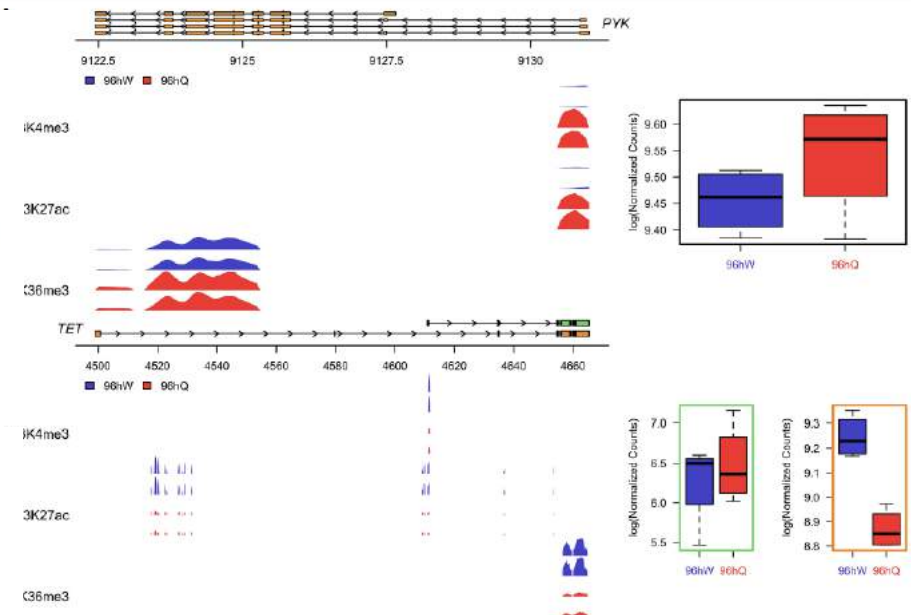 PYK
9122.5 9125 9127.5 9130
96hW 96hQ
K4me3
3K27ac
K36me3
log(Normalized Counts)
9.60
9.55
9.50
9.45
9.40
96hW 96hQ
TET
4500 4520 4540 4560 4580 4600 4620 4640 4660
96hW 96hQ
K4me3
3K27ac
K36me3
log(Normalized Counts)
7.0
6.5
6.0
5.5
96hW 96hQ
log(Normalized Counts)
9.3
9.2
9.1
9.0
8.9
8.8
96hW 96hQ